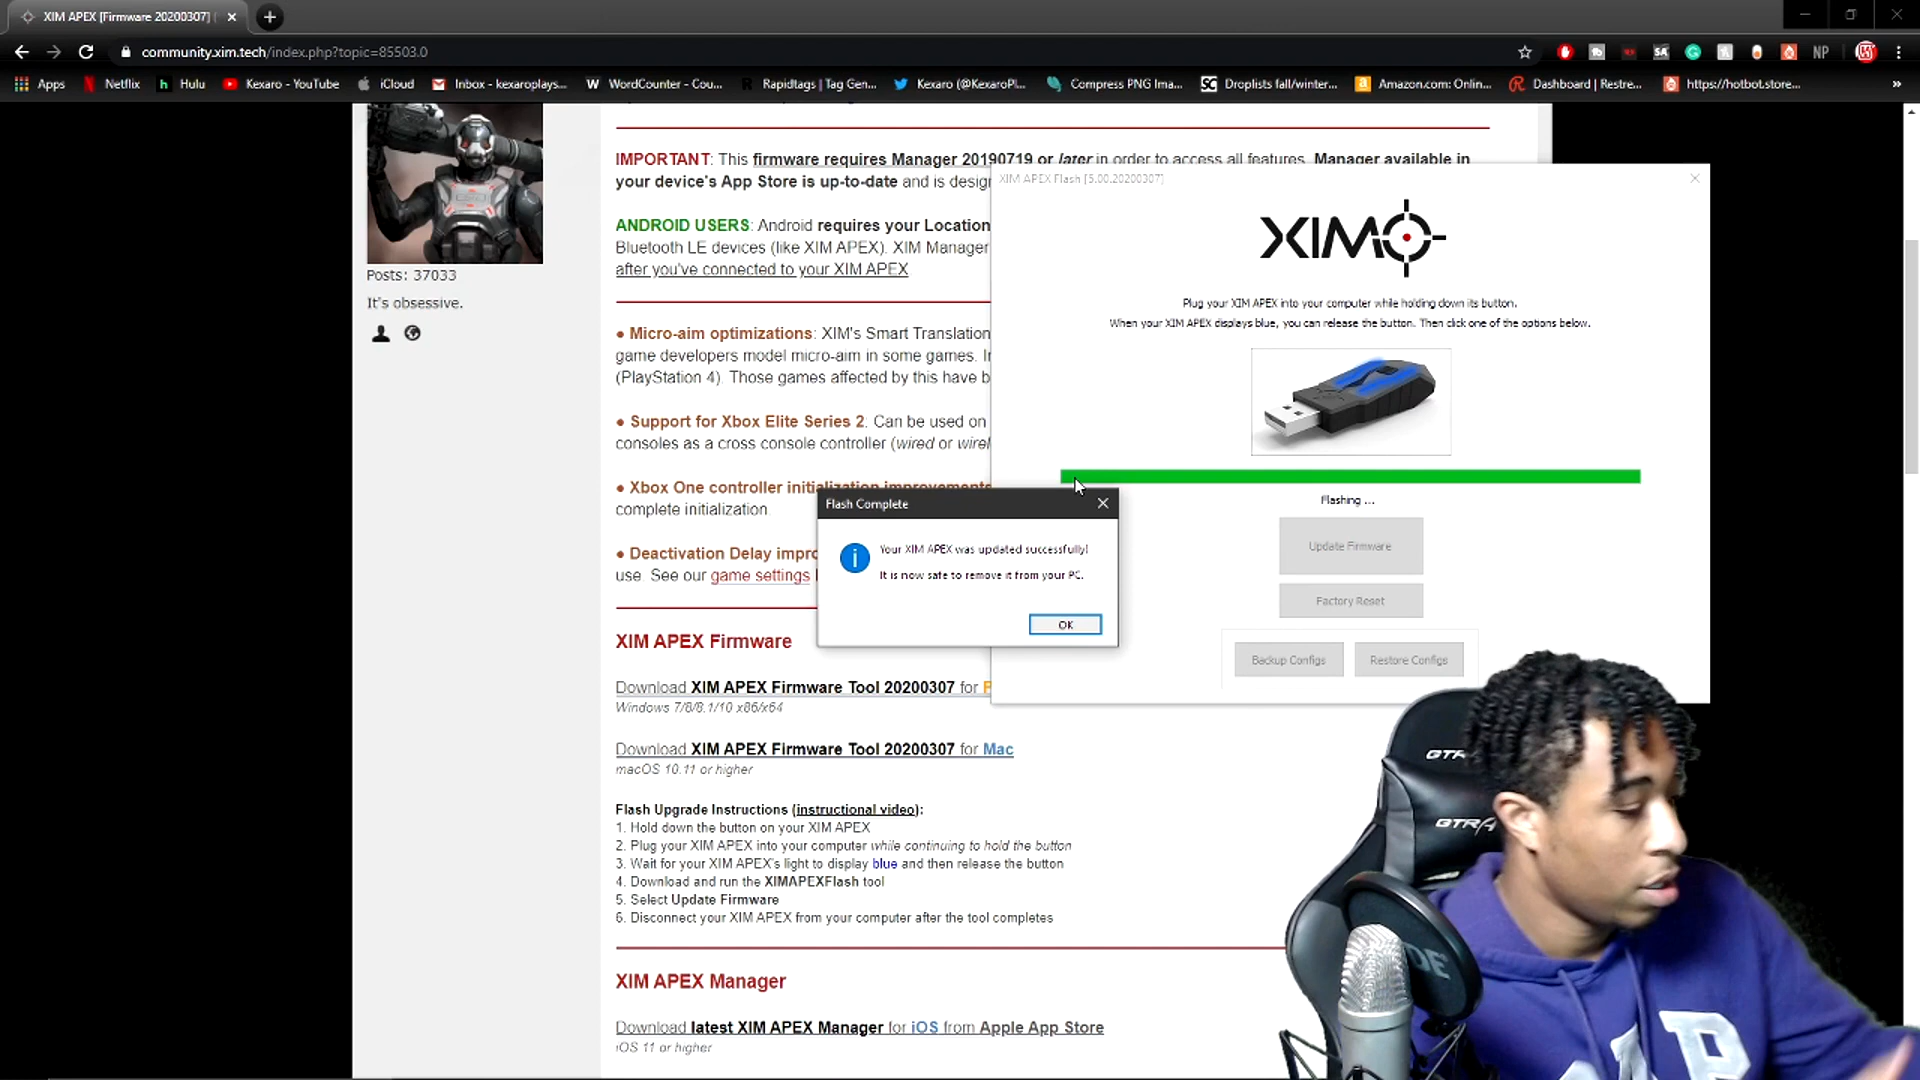 XIM APEX [Firmware 20200307] (
community.xim.tech/index.php?topic=85503.0
NP
Apps
Netflix
Hulu
Kexaro - YouTube
iCloud
Inbox - kexaroplays...
WordCounter - Cou...
Rapidtags | Tag Gen...
Kexaro (@KexaroPl...
Compress PNG Ima...
Droplists fall/winter...
Amazon.com: Onlin...
Dashboard | Restre...
https://hotbot.store...
Posts: 37033
It's obsessive.
IMPORTANT: This firmware requires Manager 20190719 or later in order to access all features. Manager available in
your device's App Store is up-to-date and is desig
ANDROID USERS: Android requires your Location
Bluetooth LE devices (like XIM APEX). XIM Manager
after you've connected to your XIM APEX
● Micro-aim optimizations: XIM's Smart Translation
game developers model micro-aim in some games. I
(PlayStation 4). Those games affected by this have b
● Support for Xbox Elite Series 2: Can be used on
consoles as a cross console controller (wired or wirel
● Xbox One controller initialization improvements
complete initialization.
● Deactivation Delay impro
use. See our game settings
XIM APEX Firmware
Download XIM APEX Firmware Tool 20200307 for P
Windows 7/8/8.1/10 x86/x64
Download XIM APEX Firmware Tool 20200307 for Mac
macOS 10.11 or higher
Flash Upgrade Instructions (instructional video):
1. Hold down the button on your XIM APEX
2. Plug your XIM APEX into your computer while continuing to hold the button
3. Wait for your XIM APEX's light to display blue and then release the button
4. Download and run the XIMAPEXFlash tool
5. Select Update Firmware
6. Disconnect your XIM APEX from your computer after the tool completes
XIM APEX Manager
Download latest XIM APEX Manager for iOS from Apple App Store
iOS 11 or higher
XIM APEX Flash [5.00.20200307]
XIM
Plug your XIM APEX into your computer while holding down its button.
When your XIM APEX displays blue, you can release the button. Then click one of the options below.
Flashing ...
Update Firmware
Factory Reset
Backup Configs
Restore Configs
Flash Complete
Your XIM APEX was updated successfully!
It is now safe to remove it from your PC.
OK
GTR
GTRA